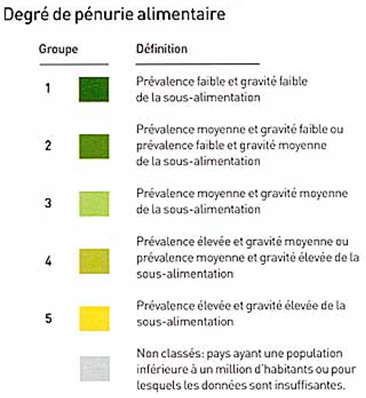 Degré de pénurie alimentaire
Groupe Définition
1 Prévalence faible et gravité faible
de la sous-alimentation
2 Prévalence moyenne et gravité faible ou
prévalence faible et gravité moyenne
de la sous-alimentation
3 Prévalence moyenne et gravité moyenne
de la sous-alimentation
4 Prévalence élevée et gravité moyenne ou
prévalence moyenne et gravité élevée de la
sous-alimentation
5 Prévalence élevée et gravité élevée de la
sous-alimentation
Non classés: pays ayant une population
inférieure à un million d'habitants ou pour
lesquels les données sont insuffisantes.